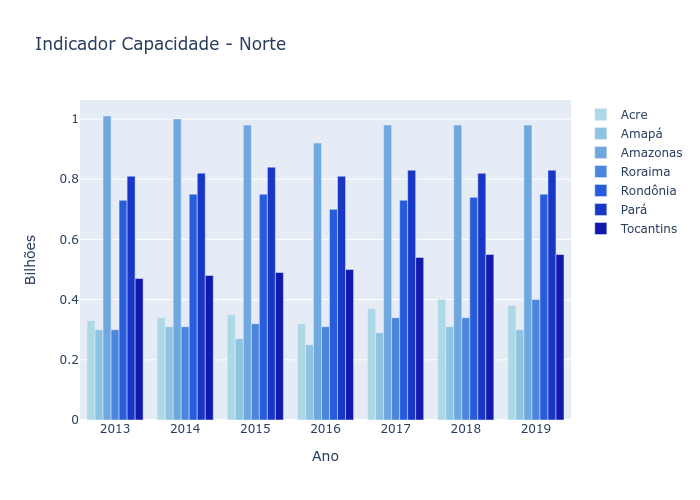 Indicador Capacidade - Norte
Bilhões
1
0.8
0.6
0.4
0.2
0
2013 2014 2015 2016 2017 2018 2019
Ano
Acre
Amapá
Amazonas
Roraima
Rondônia
Pará
Tocantins